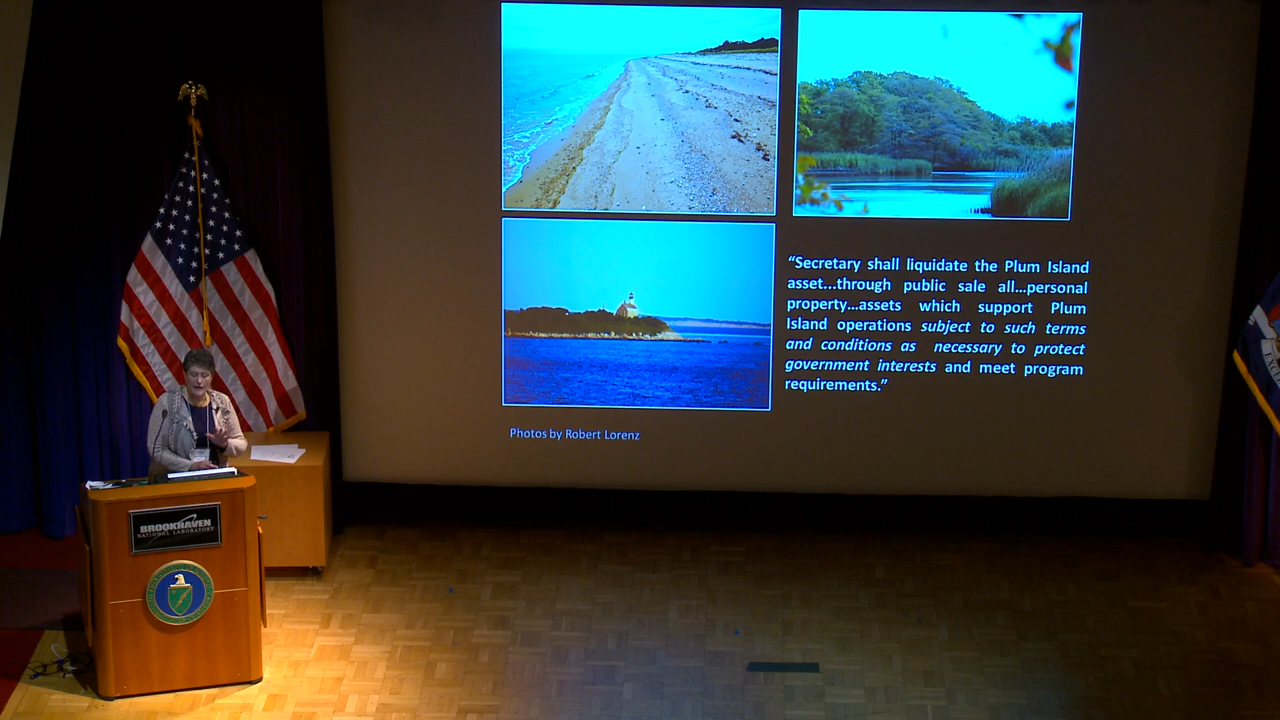 “Secretary shall liquidate the Plum Island
asset...through public sale all...personal
property...assets which support Plum
Island operations subject to such terms
and conditions as necessary to protect
government interests and meet program
requirements.”
Photos by Robert Lorenz
BROOKHAVEN
NATIONAL LABORATORY